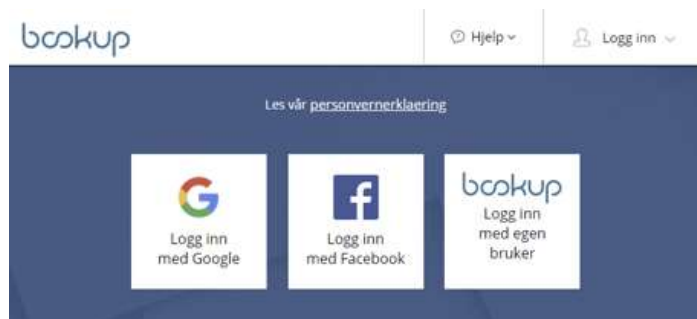 bookup
Hjelp
Logg inn
Les vår personvernerklaering
Logg inn
med Google
Logg inn
med Facebook
bookup
Logg inn
med egen
bruker